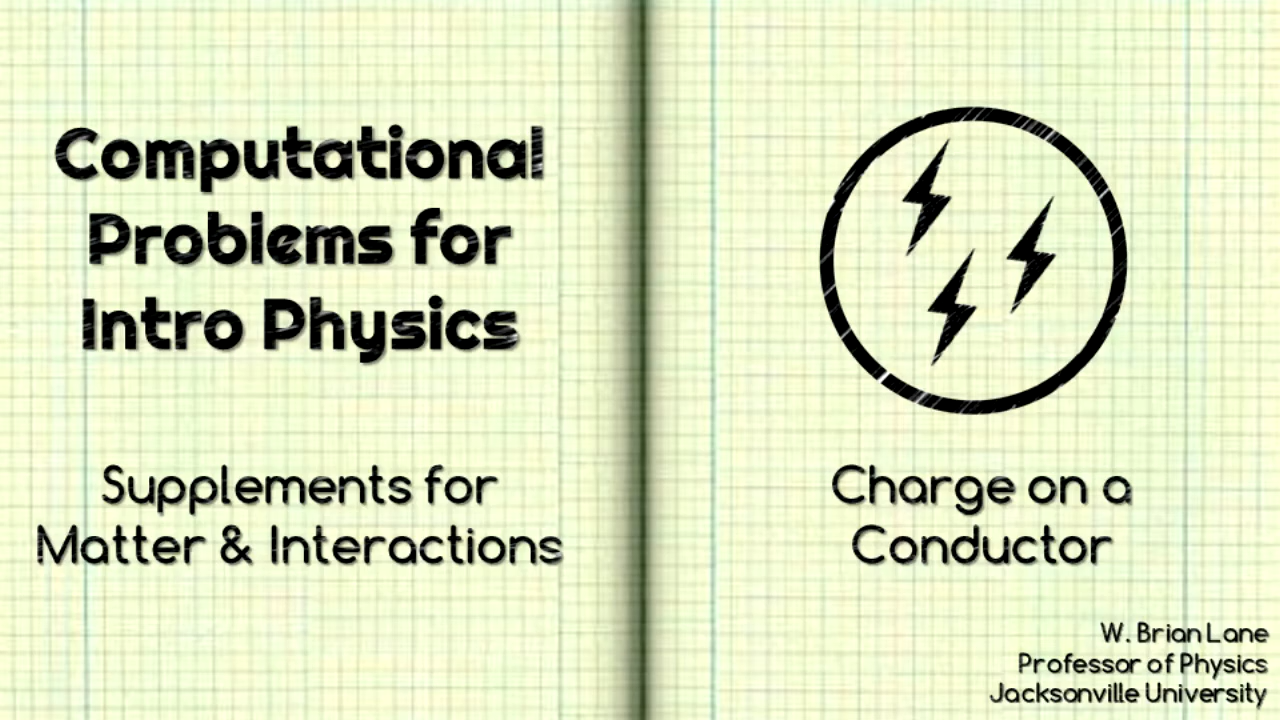 Computational
Problems for
Intro Physics
Supplements for
Matter & Interactions
Charge on a
Conductor
W. Brian Lane
Professor of Physics
Jacksonville University